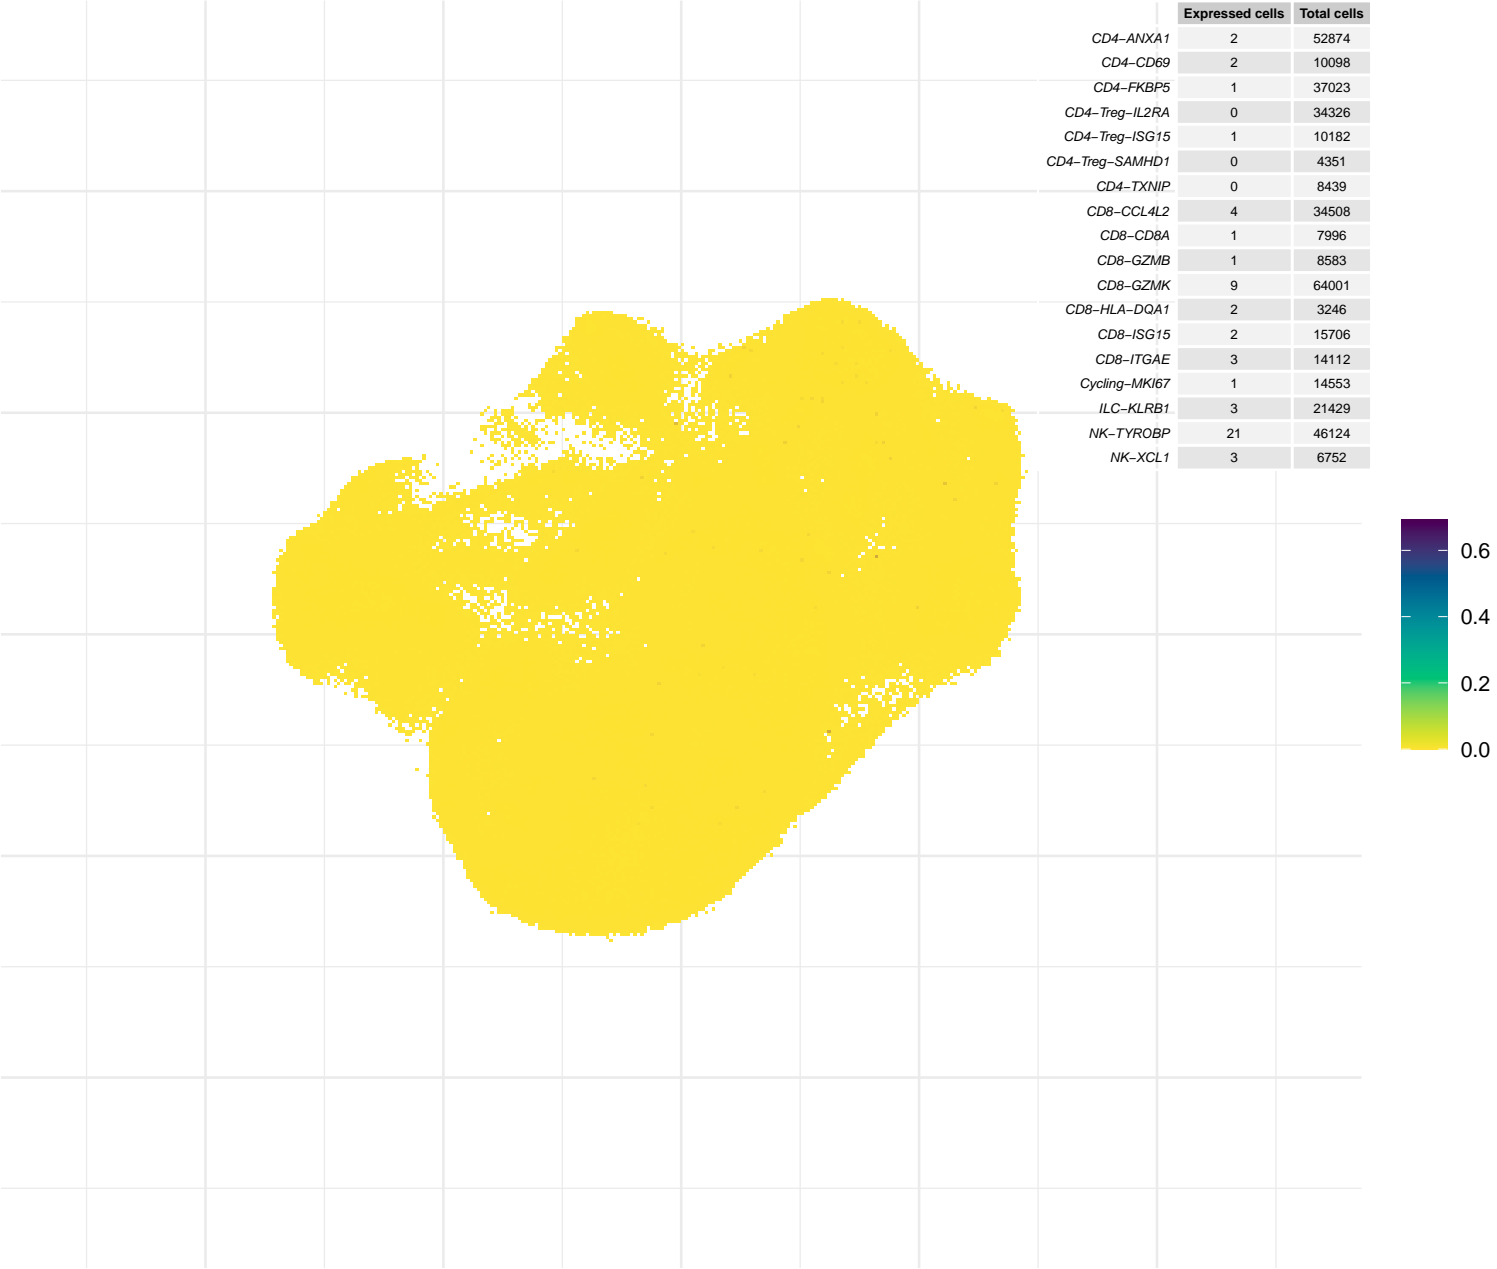 Expressed cells Total cells
CD4−ANXA1 2 52874
CD4−CD69 2 10098
CD4−FKBP5 1 37023
CD4−Treg−IL2RA 0 34326
CD4−Treg−ISG15 1 10182
CD4−Treg−SAMHD1 0 4351
CD4−TXNIP 0 8439
CD8−CCL4L2 4 34508
CD8−CD8A 1 7996
CD8−GZMB 1 8583
CD8−GZMK 9 64001
CD8−HLA−DQA1 2 3246
CD8−ISG15 2 15706
CD8−ITGAE 3 14112
Cycling−MKI67 1 14553
ILC−KLRB1 3 21429
NK−TYROBP 21 46124
NK−XCL1 3 6752
0.6
0.4
0.2
0.0